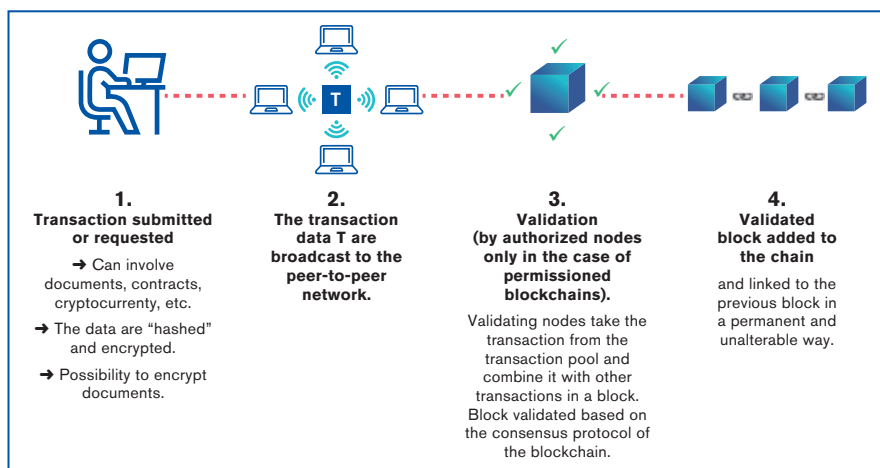 T
1.
Transaction submitted
or requested
➜ Can involve
documents, contracts,
cryptocurrenty, etc.
➜ The data are “hashed”
and encrypted.
➜ Possibility to encrypt
documents.
2.
The transaction
data T are
broadcast to the
peer-to-peer
network.
3.
Validation
(by authorized nodes
only in the case of
permissioned
blockchains).
Validating nodes take the
transaction from the
transaction pool and
combine it with other
transactions in a block.
Block validated based on
the consensus protocol of
the blockchain.
4.
Validated
block added to
the chain
and linked to the
previous block in
a permanent and
unalterable way.